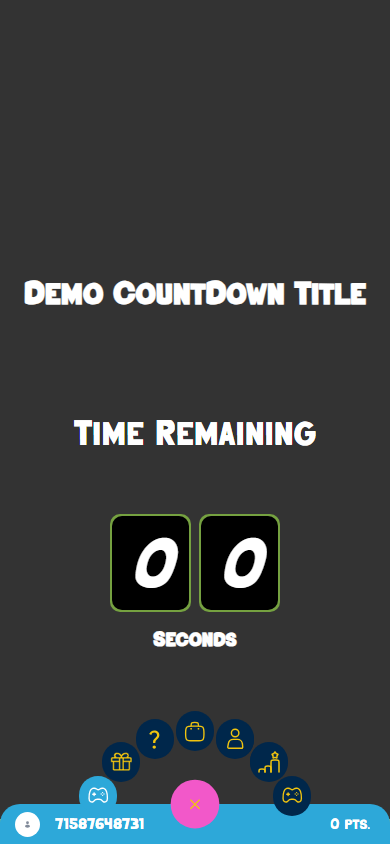 Demo CountDown Title
Time Remaining
0 0
Seconds
?
71587648731
0 PTS.